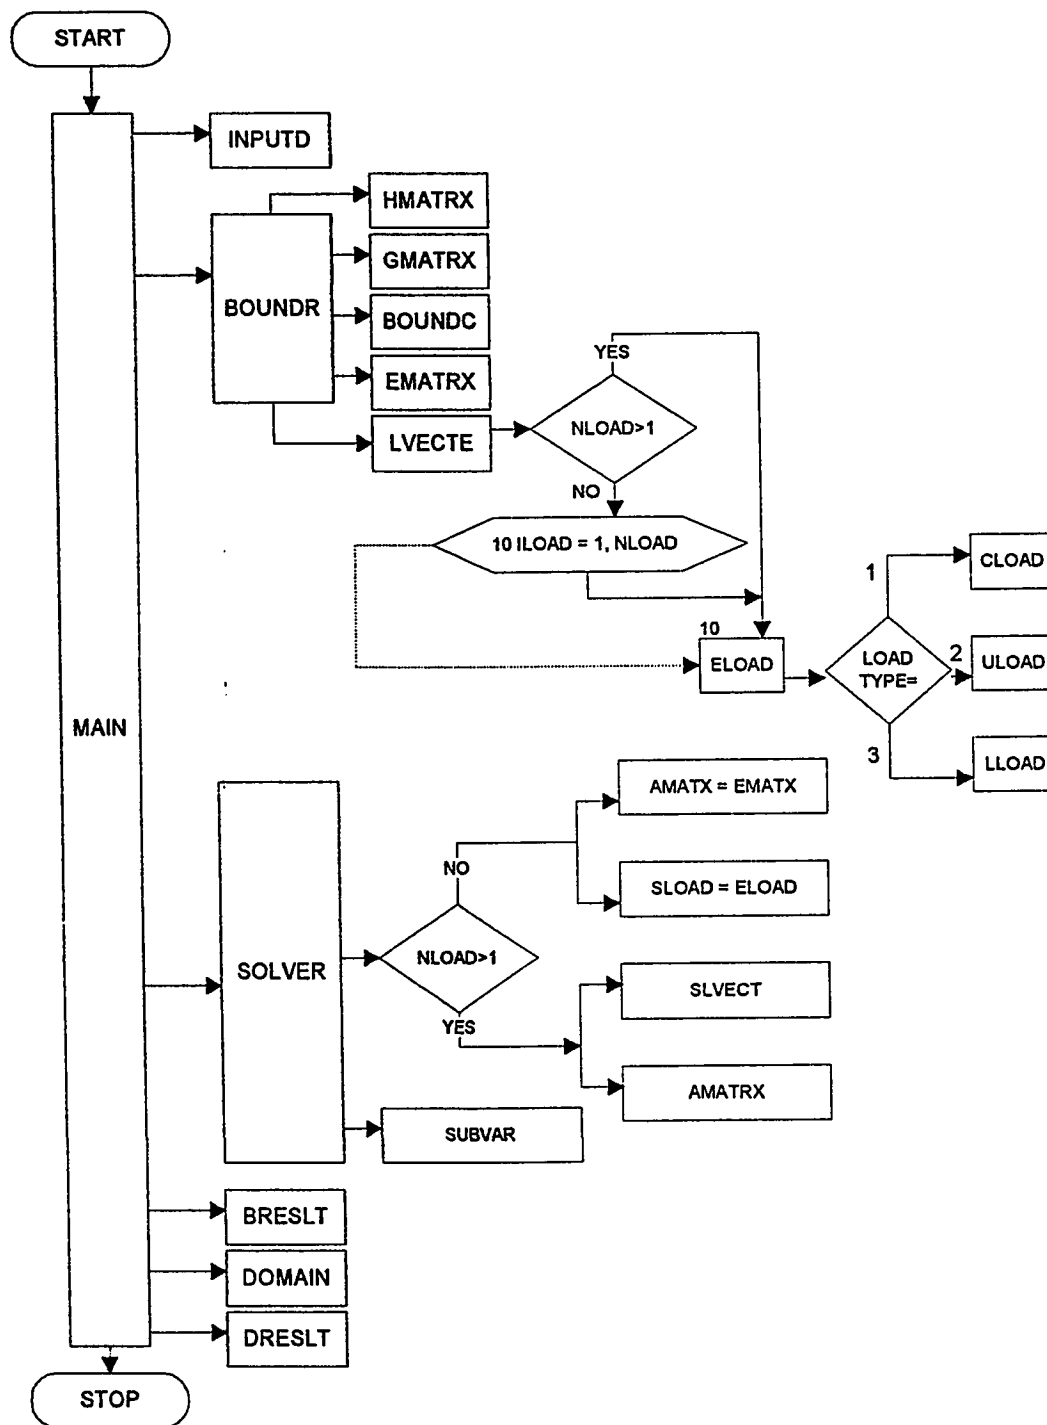 START
INPUTD
HMATRX
GMATRX
BOUNDR
BOUNDC
EMATRX
LVECTE
YES
NLOAD>1
NO
10 ILOAD = 1, NLOAD
1
CLOAD
10
ELOAD
LOAD
TYPE=
2
ULOAD
3
LLOAD
MAIN
AMATX = EMATX
NO
SLOAD = ELOAD
SOLVER
NLOAD>1
SLVECT
YES
AMATRX
SUBVAR
BRESLT
DOMAIN
DRESLT
STOP